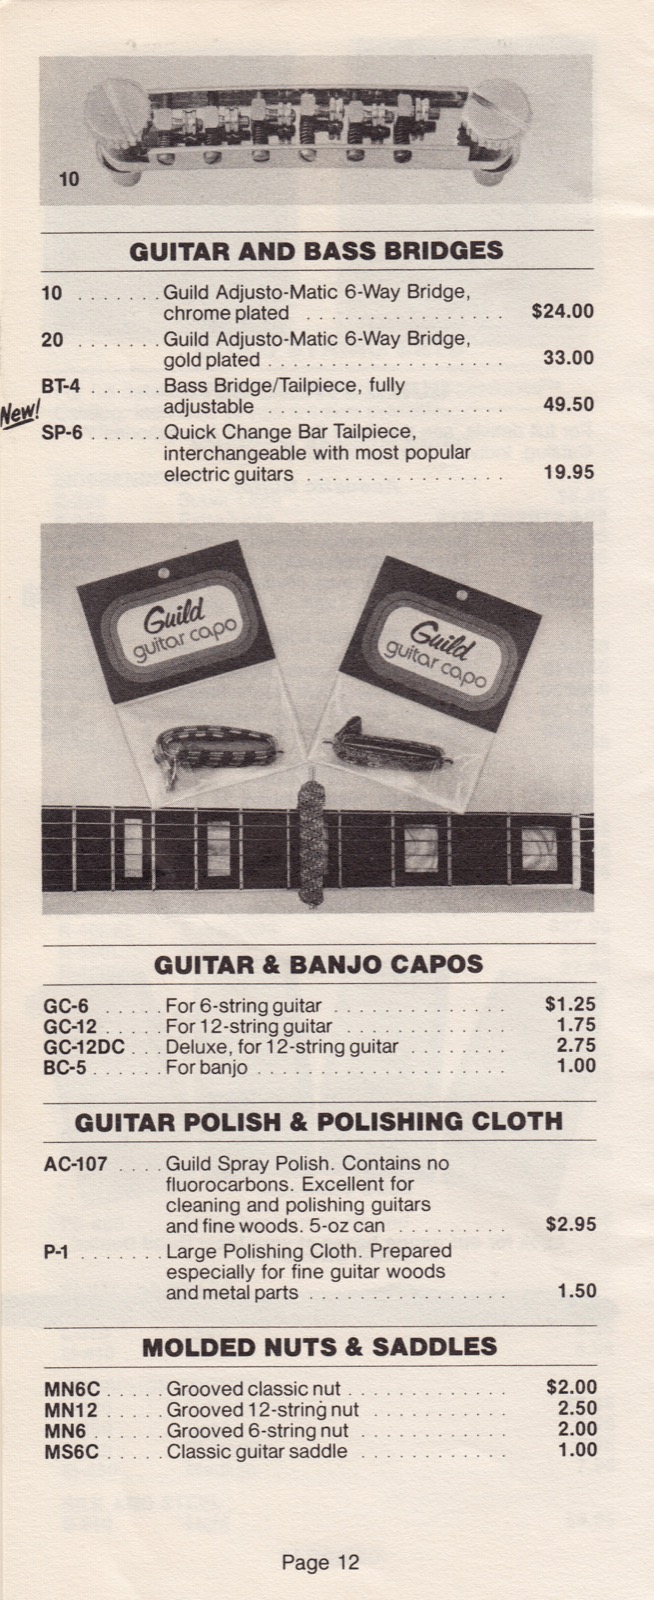 10
GUITAR AND BASS BRIDGES
10 . . . . . . . Guild Adjusto-Matic 6-Way Bridge,
chrome plated . . . . . . . . . . . . . . . . $24.00
20 . . . . . . . Guild Adjusto-Matic 6-Way Bridge,
gold plated . . . . . . . . . . . . . . . . . . 33.00
BT-4 . . . . . . Bass Bridge/Tailpiece, fully
adjustable . . . . . . . . . . . . . . . . . . 49.50
New!
SP-6 . . . . . . Quick Change Bar Tailpiece,
interchangeable with most popular
electric guitars . . . . . . . . . . . . . . . 19.95
Guild
guitar capo
Guild
guitar capo
GUITAR & BANJO CAPOS
GC-6 . . . . . For 6-string guitar . . . . . . . . . . . . . . $1.25
GC-12 . . . . . For 12-string guitar . . . . . . . . . . . . . 1.75
GC-12DC . . . Deluxe, for 12-string guitar . . . . . . . . 2.75
BC-5 . . . . . . For banjo . . . . . . . . . . . . . . . . . . . . 1.00
GUITAR POLISH & POLISHING CLOTH
AC-107 . . . . Guild Spray Polish. Contains no
fluorocarbons. Excellent for
cleaning and polishing guitars
and fine woods. 5-oz can . . . . . . . . . $2.95
P-1 . . . . . . . Large Polishing Cloth. Prepared
especially for fine guitar woods
and metal parts . . . . . . . . . . . . . . . . 1.50
MOLDED NUTS & SADDLES
MN6C . . . . . Grooved classic nut . . . . . . . . . . . . . $2.00
MN12 . . . . . Grooved 12-string nut . . . . . . . . . . . 2.50
MN6 . . . . . . Grooved 6-string nut . . . . . . . . . . . . 2.00
MS6C . . . . . Classic guitar saddle . . . . . . . . . . . . 1.00
Page 12